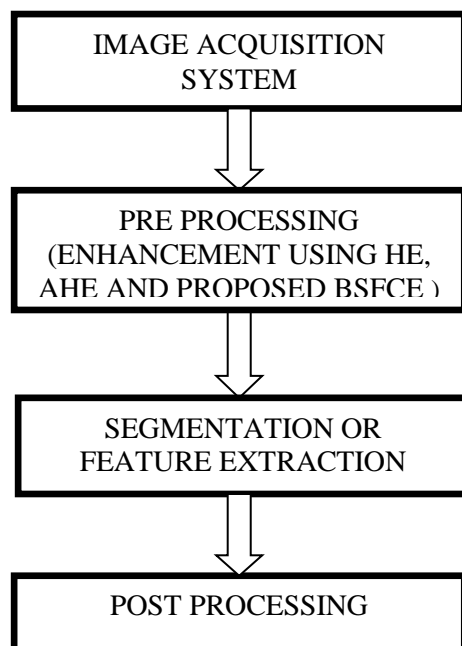 IMAGE ACQUISITION
SYSTEM
PRE PROCESSING
(ENHANCEMENT USING HE,
AHE AND PROPOSED BSFCE )
SEGMENTATION OR
FEATURE EXTRACTION
POST PROCESSING